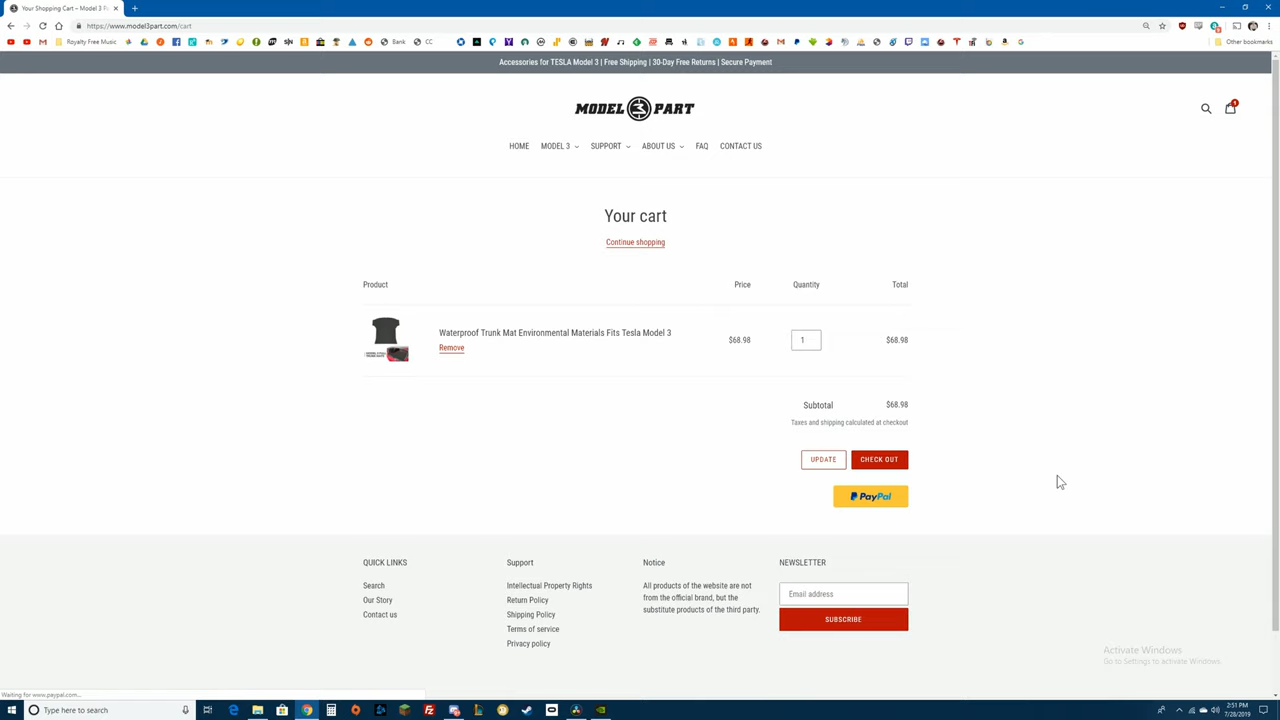 Your Shopping Cart – Model 3 P
https://www.model3part.com/cart
Royalty Free Music
Bank
CC
Other bookmarks
Accessories for TESLA Model 3 | Free Shipping | 30-Day Free Returns | Secure Payment
MODEL 3 PART
1
HOME MODEL 3 SUPPORT ABOUT US FAQ CONTACT US
Your cart
Continue shopping
Product Price Quantity Total
Waterproof Trunk Mat Environmental Materials Fits Tesla Model 3
Remove
$68.98 1 $68.98
Subtotal $68.98
Taxes and shipping calculated at checkout
UPDATE CHECK OUT
PayPal
QUICK LINKS
Search
Our Story
Contact us
Support
Intellectual Property Rights
Return Policy
Shipping Policy
Terms of service
Privacy policy
Notice
All products of the website are not
from the official brand, but the
substitute products of the third party.
NEWSLETTER
Email address
SUBSCRIBE
Activate Windows
Go to Settings to activate Windows.
Waiting for www.paypal.com...
Type here to search
2:51 PM
7/28/2019